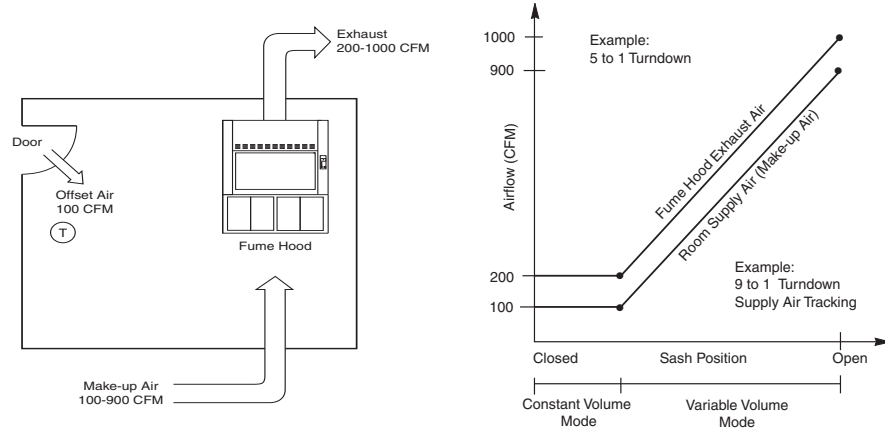 Exhaust
200-1000 CFM
Door
Offset Air
100 CFM
T
Fume Hood
Make-up Air
100-900 CFM
1000
900
200
100
Airflow (CFM)
Example:
5 to 1 Turndown
Fume Hood Exhaust Air
Room Supply Air (Make-up Air)
Example:
9 to 1 Turndown
Supply Air Tracking
Closed
Sash Position
Open
Constant Volume
Mode
Variable Volume
Mode